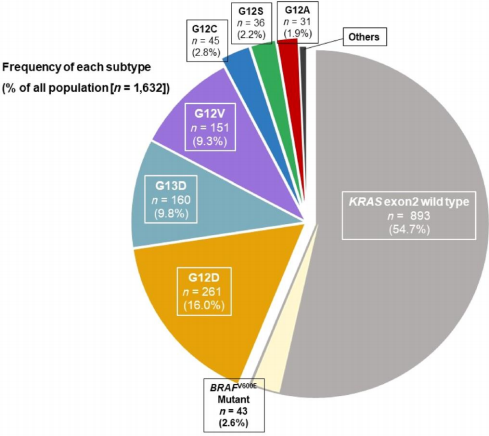 G12S
n = 36
(2.2%)
G12A
n = 31
(1.9%)
G12C
n = 45
(2.8%)
Others
Frequency of each subtype
(% of all population [n = 1,632])
G12V
n = 151
(9.3%)
G13D
n = 160
(9.8%)
KRAS exon2 wild type
n = 893
(54.7%)
G12D
n = 261
(16.0%)
BRAFV600E
Mutant
n = 43
(2.6%)